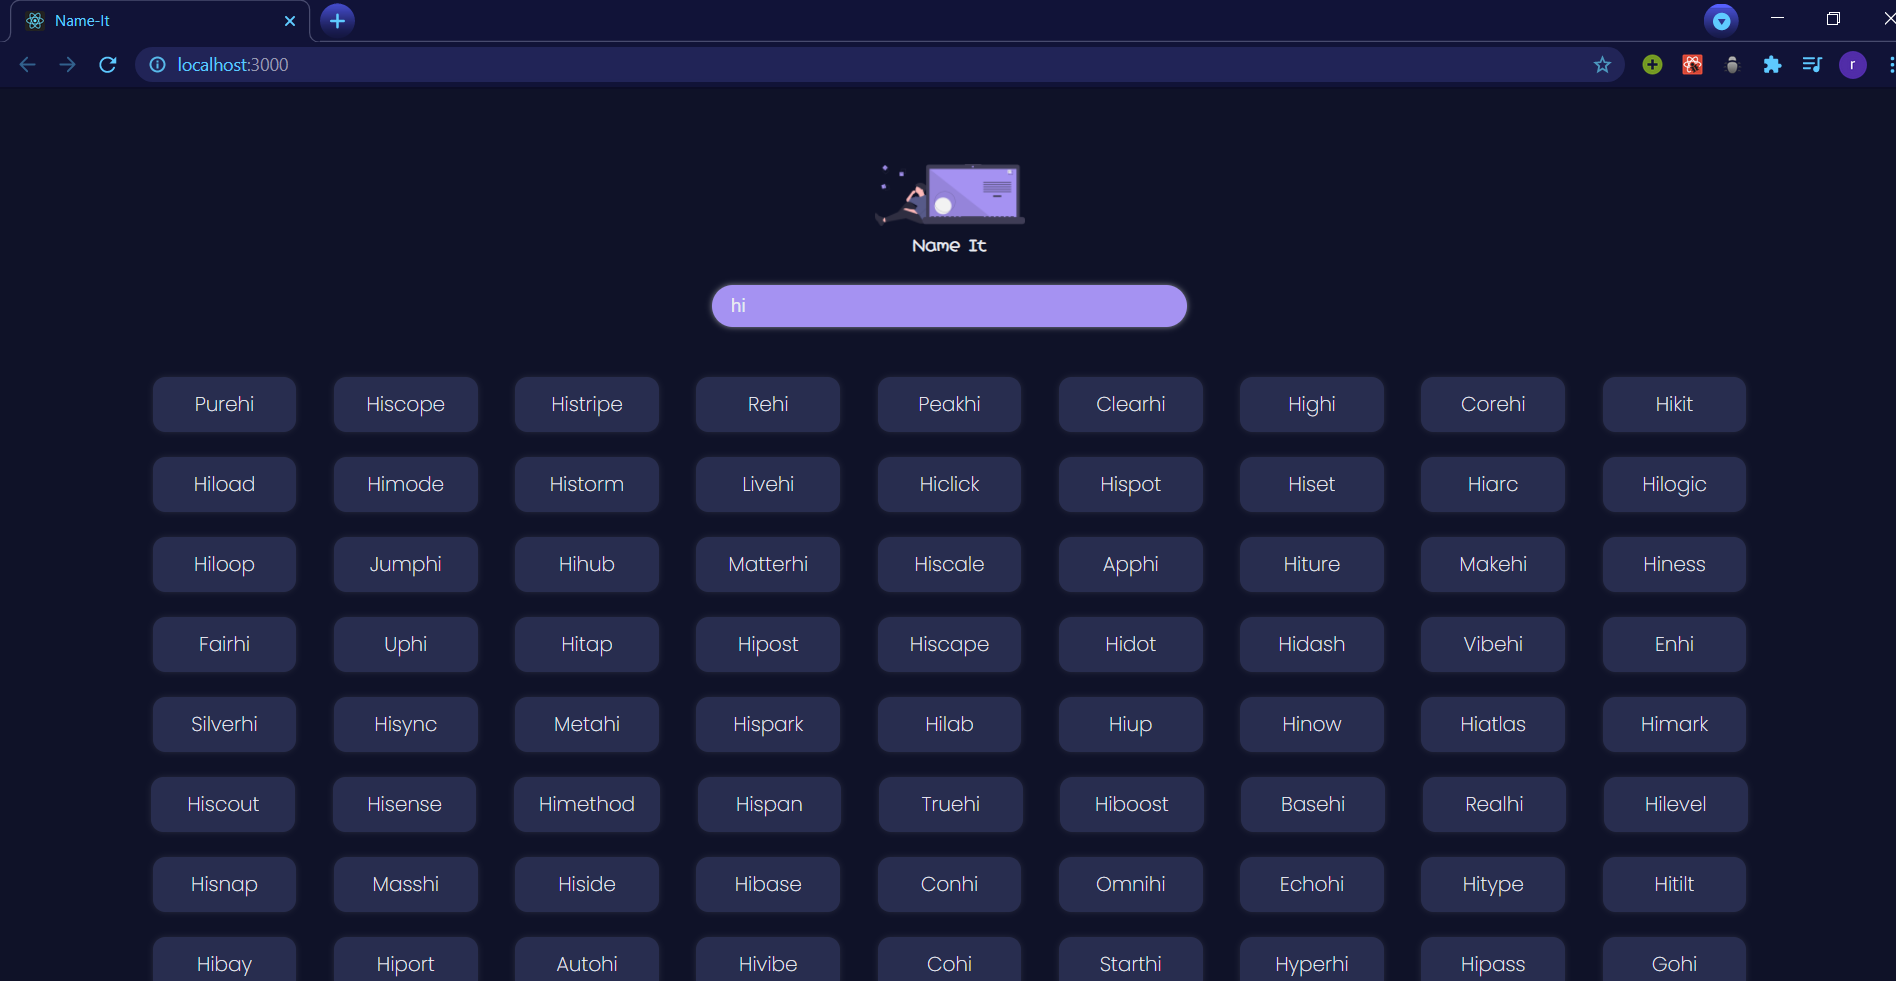 Name-It
localhost:3000
r
Name It
hi
Purehi Hiscope Histripe Rehi Peakhi Clearhi Highi Corehi Hikit
Hiload Himode Historm Livehi Hiclick Hispot Hiset Hiarc Hilogic
Hiloop Jumphi Hihub Matterhi Hiscale Apphi Hiture Makehi Hiness
Fairhi Uphi Hitap Hipost Hiscape Hidot Hidash Vibehi Enhi
Silverhi Hisync Metahi Hispark Hilab Hiup Hinow Hiatlas Himark
Hiscout Hisense Himethod Hispan Truehi Hiboost Basehi Realhi Hilevel
Hisnap Masshi Hiside Hibase Conhi Omnihi Echohi Hitype Hitilt
Hibay Hiport Autohi Hivibe Cohi Starthi Hyperhi Hipass Gohi